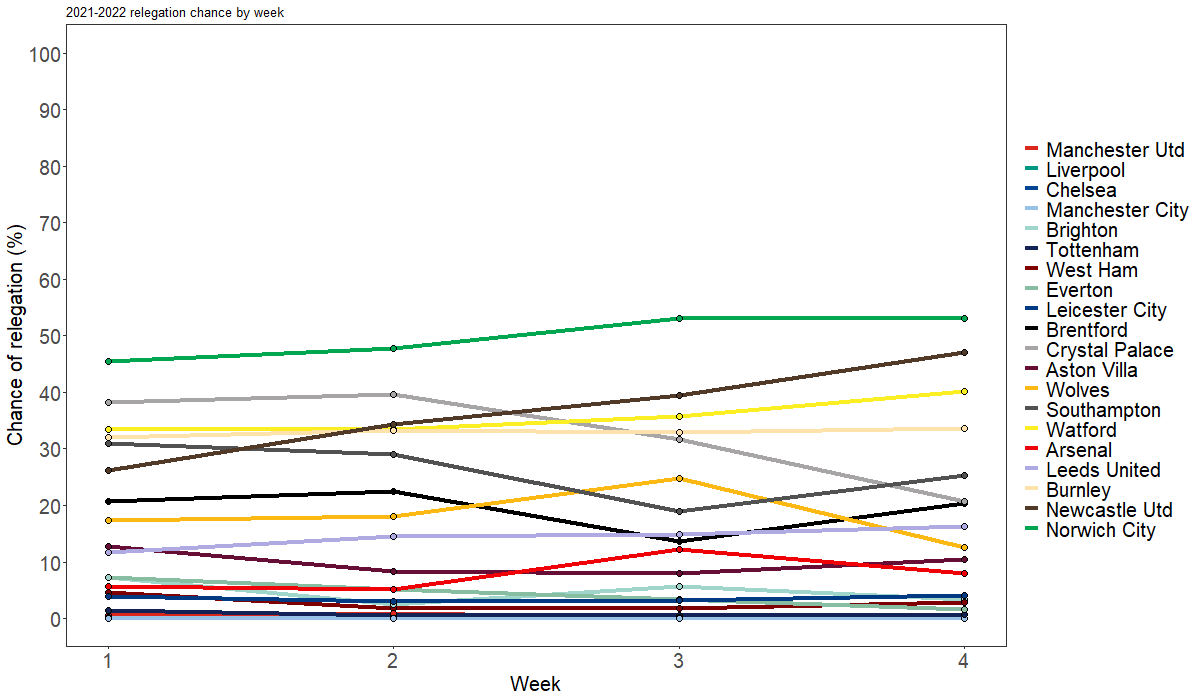 2021-2022 relegation chance by week
Chance of relegation (%)
100
90
80
70
60
50
40
30
20
10
0
1 2 3 4
Week
Manchester Utd
Liverpool
Chelsea
Manchester City
Brighton
Tottenham
West Ham
Everton
Leicester City
Brentford
Crystal Palace
Aston Villa
Wolves
Southampton
Watford
Arsenal
Leeds United
Burnley
Newcastle Utd
Norwich City